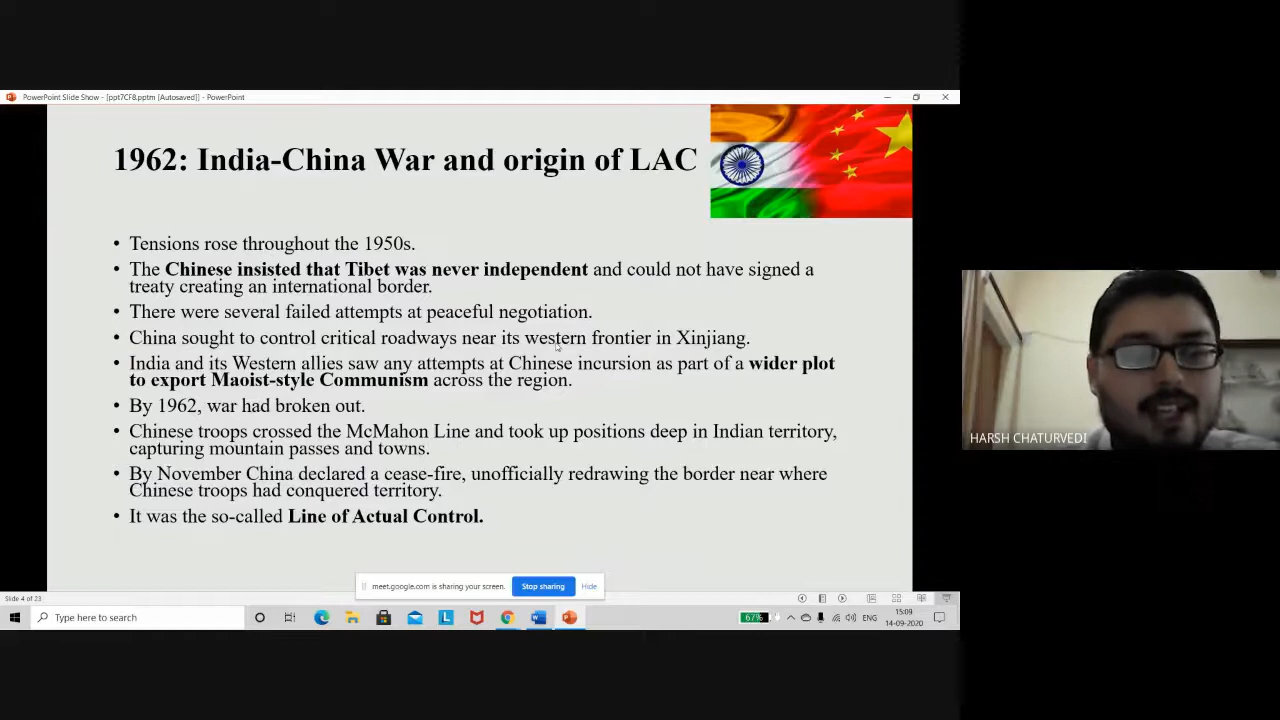 PowerPoint Slide Show - [ppt7CF8.pptm [Autosaved]] - PowerPoint
1962: India-China War and origin of LAC
• Tensions rose throughout the 1950s.
• The Chinese insisted that Tibet was never independent and could not have signed a
treaty creating an international border.
• There were several failed attempts at peaceful negotiation.
• China sought to control critical roadways near its western frontier in Xinjiang.
• India and its Western allies saw any attempts at Chinese incursion as part of a wider plot
to export Maoist-style Communism across the region.
• By 1962, war had broken out.
• Chinese troops crossed the McMahon Line and took up positions deep in Indian territory,
capturing mountain passes and towns.
• By November China declared a cease-fire, unofficially redrawing the border near where
Chinese troops had conquered territory.
• It was the so-called Line of Actual Control.
HARSH CHATURVEDI
meet.google.com is sharing your screen. Stop sharing Hide
Slide 4 of 23
Type here to search
67%
ENG
15:09
14-09-2020